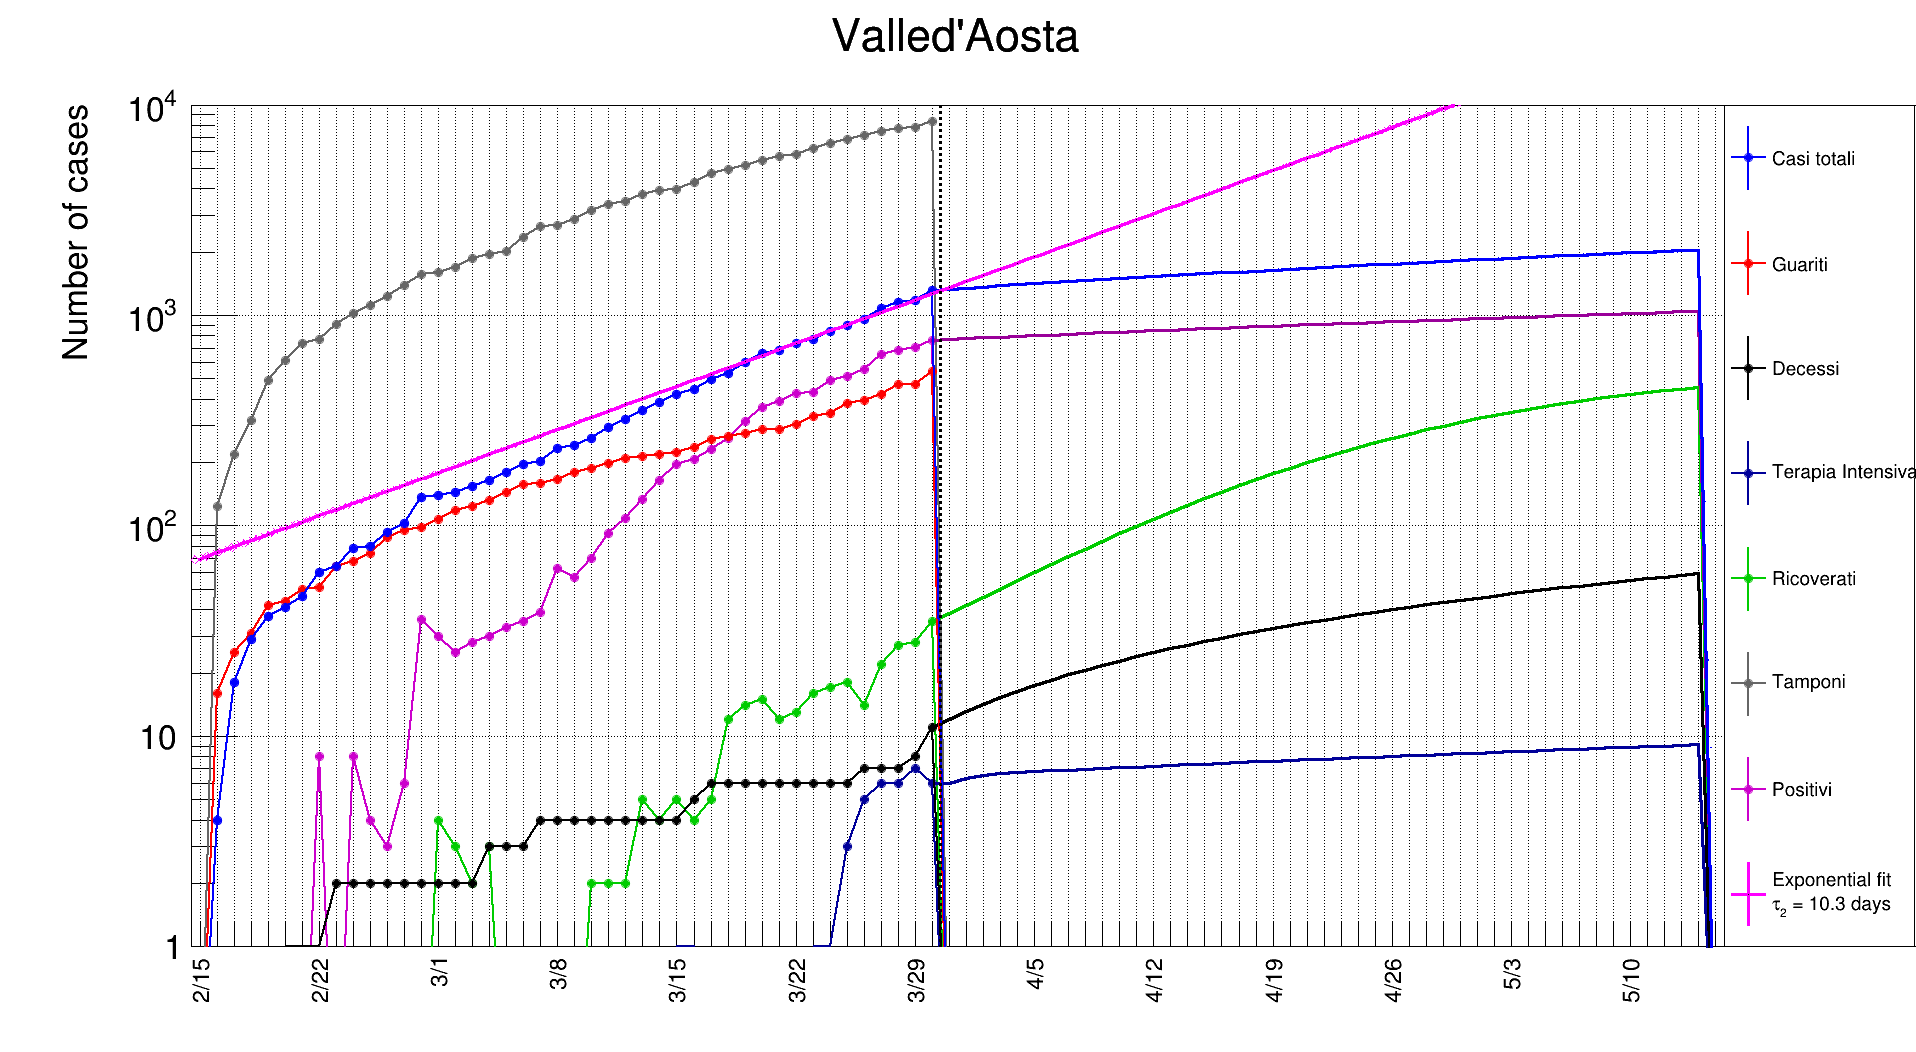 Valled'Aosta
Number of cases
10^4
10^3
10^2
10
1
2/15
2/22
3/1
3/8
3/15
3/22
3/29
4/5
4/12
4/19
4/26
5/3
5/10
Casi totali
Guariti
Decessi
Terapia Intensiva
Ricoverati
Tamponi
Positivi
Exponential fit
τ₂ = 10.3 days